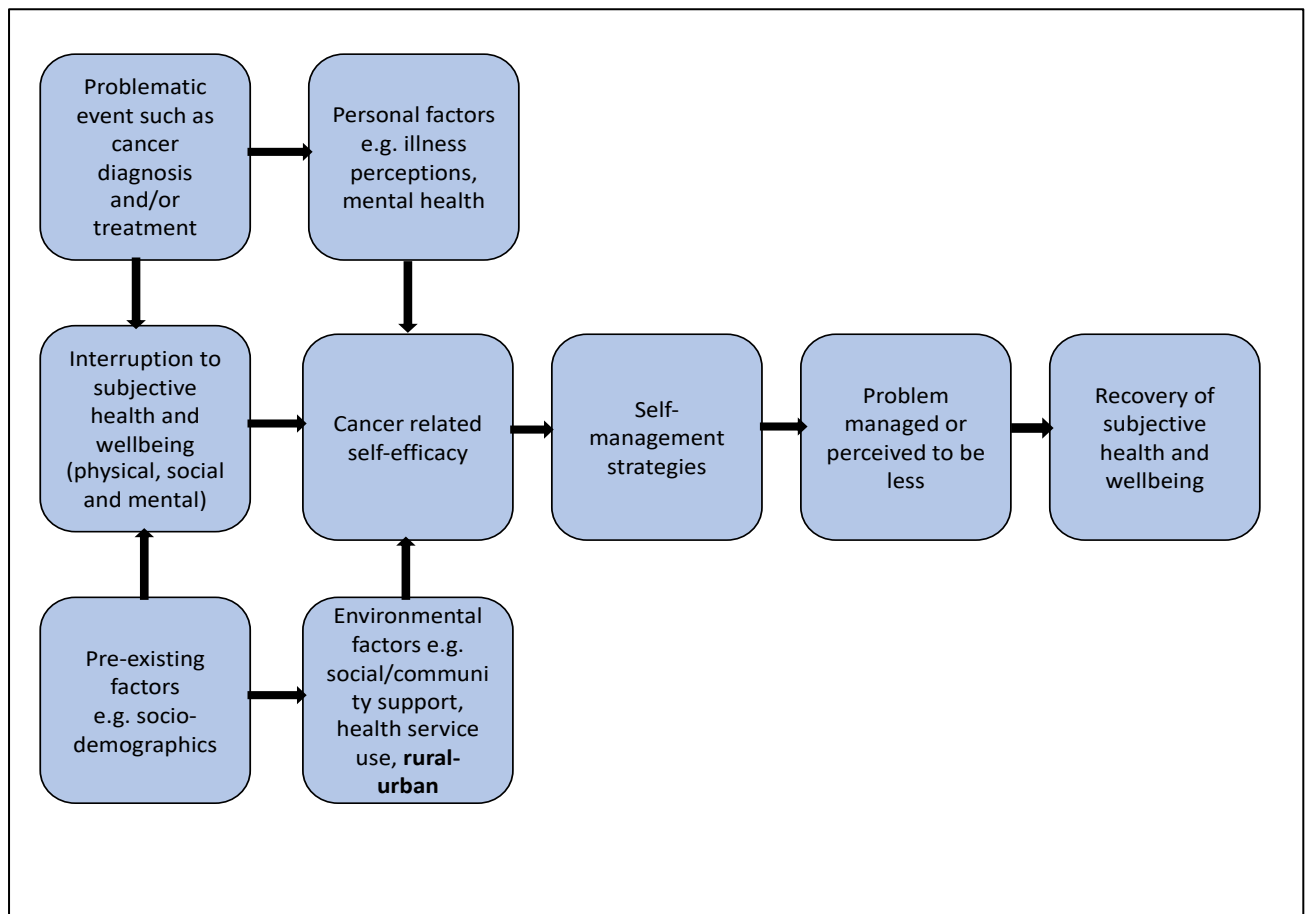 Problematic
event such as
cancer
diagnosis
and/or
treatment
Personal factors
e.g. illness
perceptions,
mental health
Interruption to
subjective
health and
wellbeing
(physical, social
and mental)
Cancer related
self-efficacy
Self-
management
strategies
Problem
managed or
perceived to be
less
Recovery of
subjective
health and
wellbeing
Pre-existing
factors
e.g. socio-
demographics
Environmental
factors e.g.
social/communi
ty support,
health service
use, rural-
urban